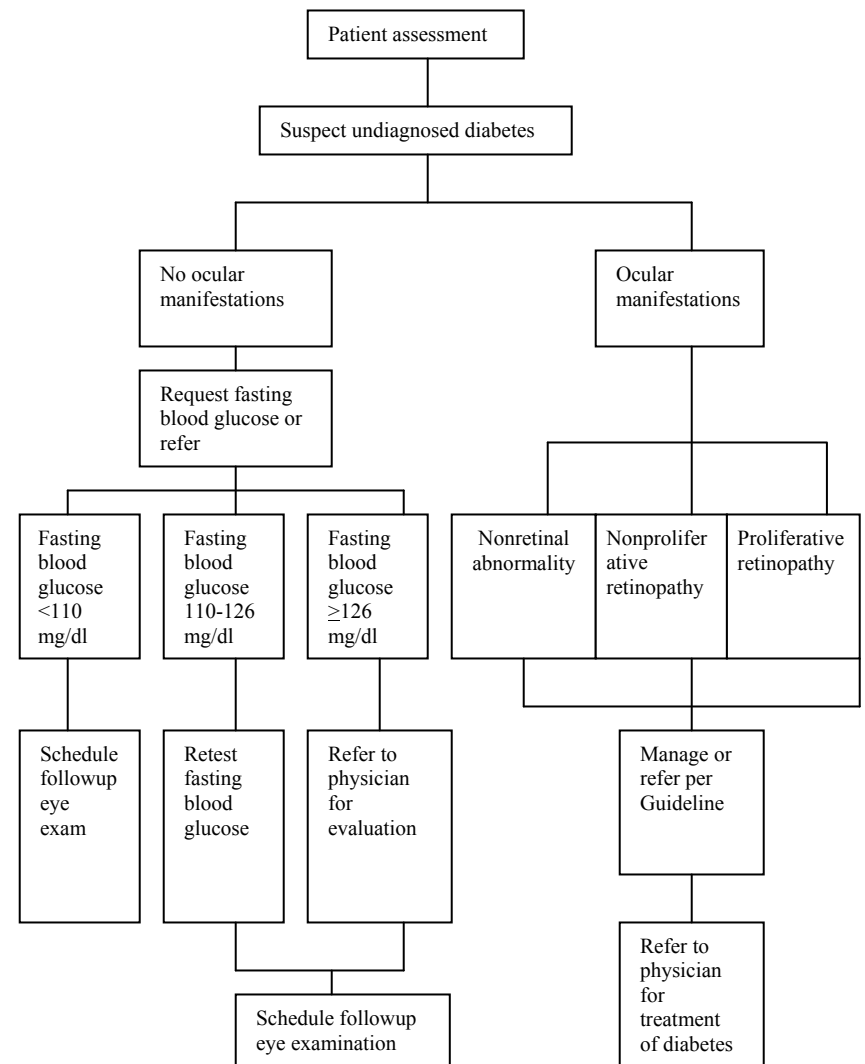 Patient assessment
Suspect undiagnosed diabetes
No ocular
manifestations
Ocular
manifestations
Request fasting
blood glucose or
refer
Fasting
blood
glucose
<110
mg/dl
Fasting
blood
glucose
110-126
mg/dl
Fasting
blood
glucose
≥126
mg/dl
Nonretinal
abnormality
Nonprolifer
ative
retinopathy
Proliferative
retinopathy
Schedule
followup
eye
exam
Retest
fasting
blood
glucose
Refer to
physician
for
evaluation
Manage or
refer per
Guideline
Schedule followup
eye examination
Refer to
physician
for
treatment
of diabetes